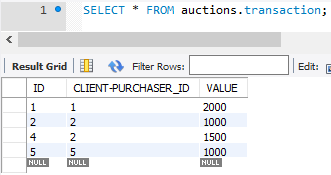 1 SELECT * FROM auctions.transaction;
Result Grid Filter Rows: Edit:
ID CLIENT-PURCHASER_ID VALUE
1 1 2000
2 2 1000
4 2 1500
5 5 1000
NULL NULL NULL